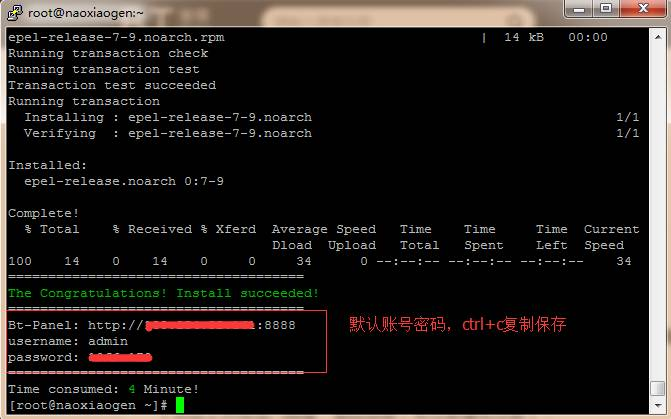 root@naoxiaogen:~
epel-release-7-9.noarch.rpm | 14 kB 00:00
Running transaction check
Running transaction test
Transaction test succeeded
Running transaction
Installing : epel-release-7-9.noarch 1/1
Verifying : epel-release-7-9.noarch 1/1
Installed:
epel-release.noarch 0:7-9
Complete!
% Total % Received % Xferd Average Speed Time Time Time Current
Dload Upload Total Spent Left Speed
100 14 0 14 0 0 34 0 --:--:-- --:--:-- --:--:-- 34
==================================
The Congratulations! Install succeeded!
==================================
Bt-Panel: http://:8888
username: admin
password:
默认账号密码，ctrl+c复制保存
==================================
Time consumed: 4 Minute!
[root@naoxiaogen ~]#